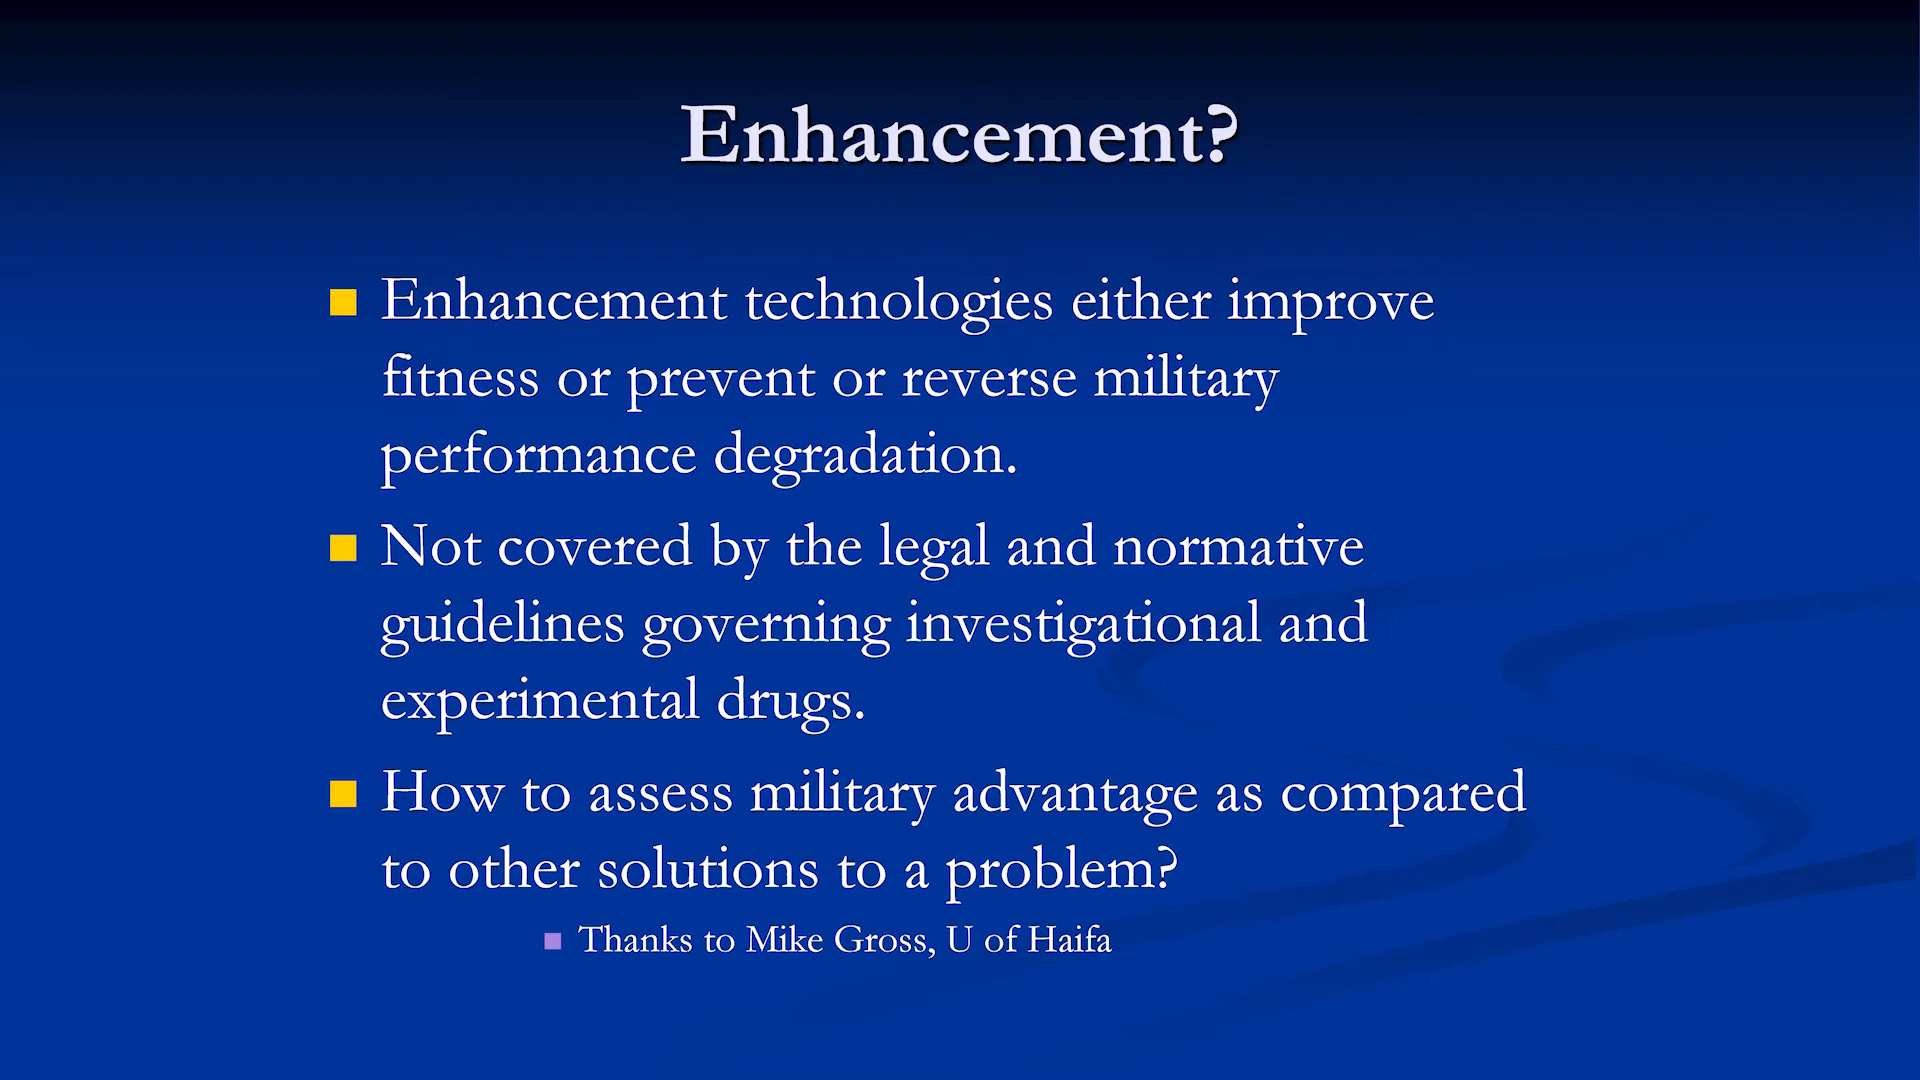 Enhancement?
Enhancement technologies either improve
fitness or prevent or reverse military
performance degradation.
Not covered by the legal and normative
guidelines governing investigational and
experimental drugs.
How to assess military advantage as compared
to other solutions to a problem?
Thanks to Mike Gross, U of Haifa